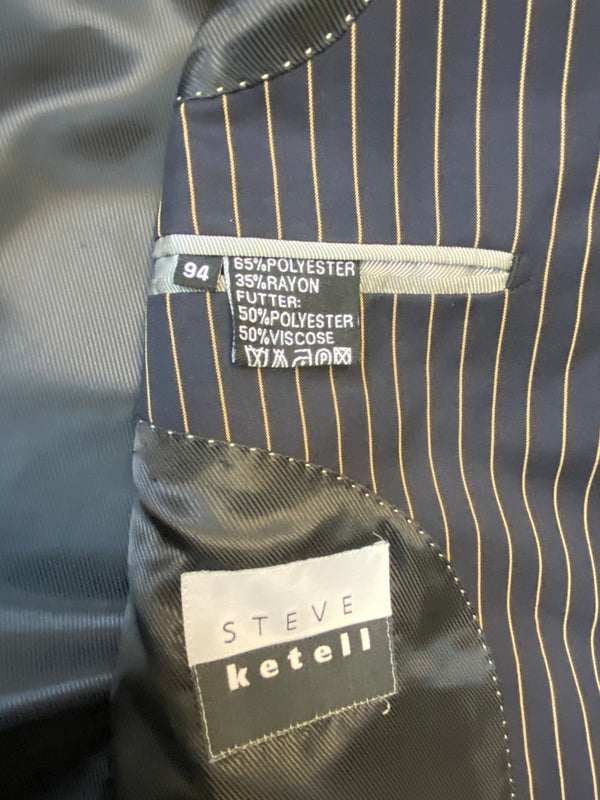 94
65%POLYESTER
35%RAYON
FUTTER:
50%POLYESTER
50%VISCOSE
P
STEVE
ketell